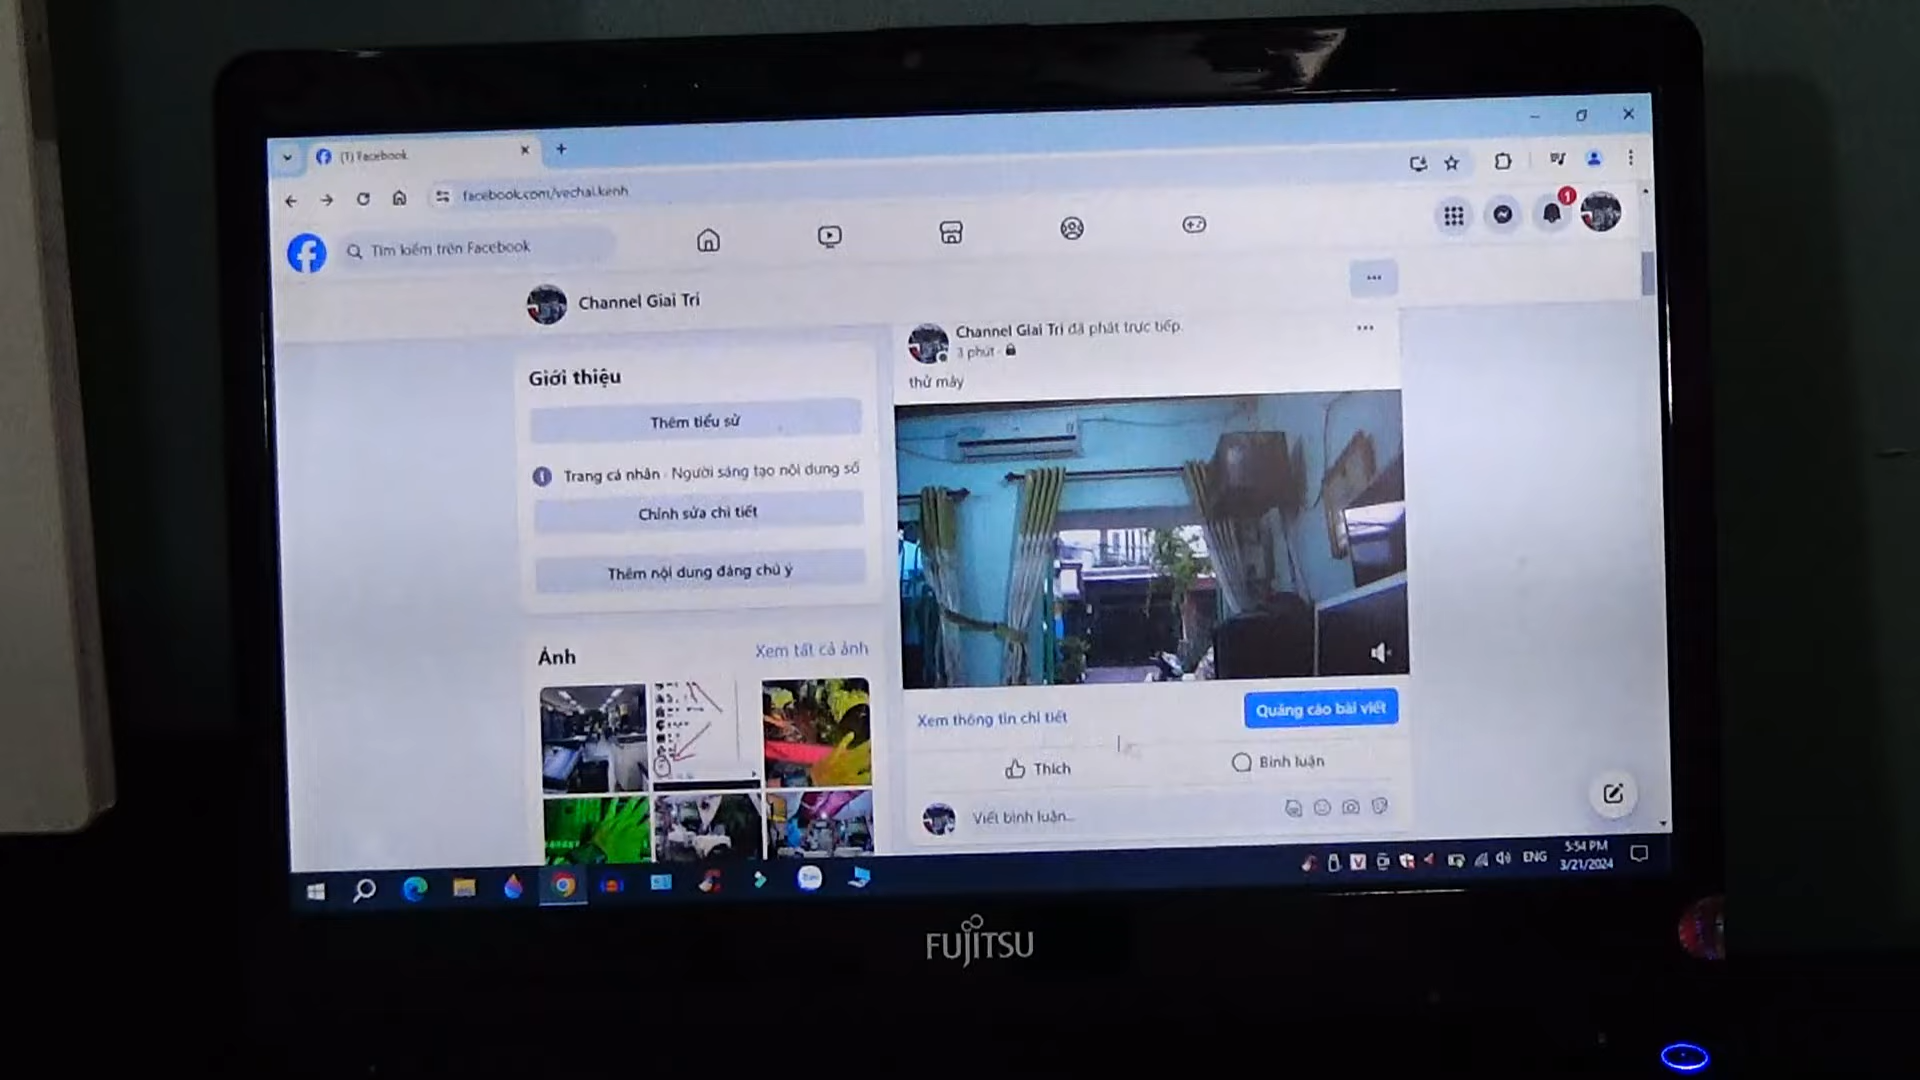 (1) Facebook
facebook.com/vechai.kenh
Tìm kiếm trên Facebook
1
Channel Giai Tri
Giới thiệu
Thêm tiểu sử
Trang cá nhân · Người sáng tạo nội dung số
Chỉnh sửa chi tiết
Thêm nội dung đáng chú ý
Ảnh
Xem tất cả ảnh
Channel Giai Tri đã phát trực tiếp.
3 phút ·
thử máy
Xem thông tin chi tiết
Quảng cáo bài viết
Thích
Bình luận
Viết bình luận...
ENG
5:54 PM
3/21/2024
FUJITSU